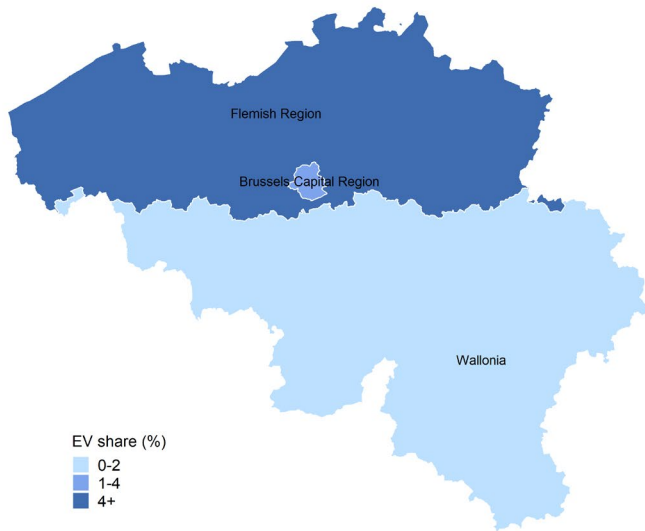 Flemish Region
Brussels Capital Region
Wallonia
EV share (%)
0-2
1-4
4+